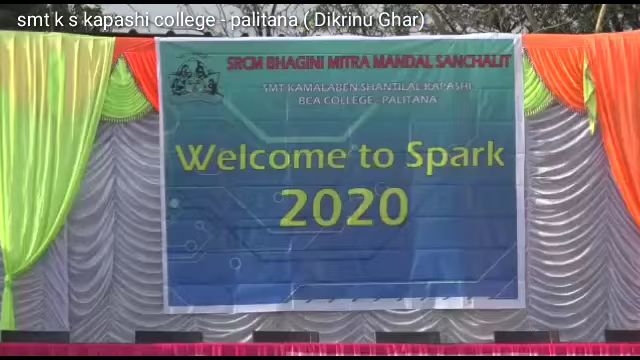 smt k s kapashi college - palitana ( Dikrinu Ghar)
SRCM BHAGINI MITRA MANDAL SANCHALIT
SMT KAMALABEN SHANTILAL KAPASHI
BCA COLLEGE - PALITANA
Welcome to Spark
2020